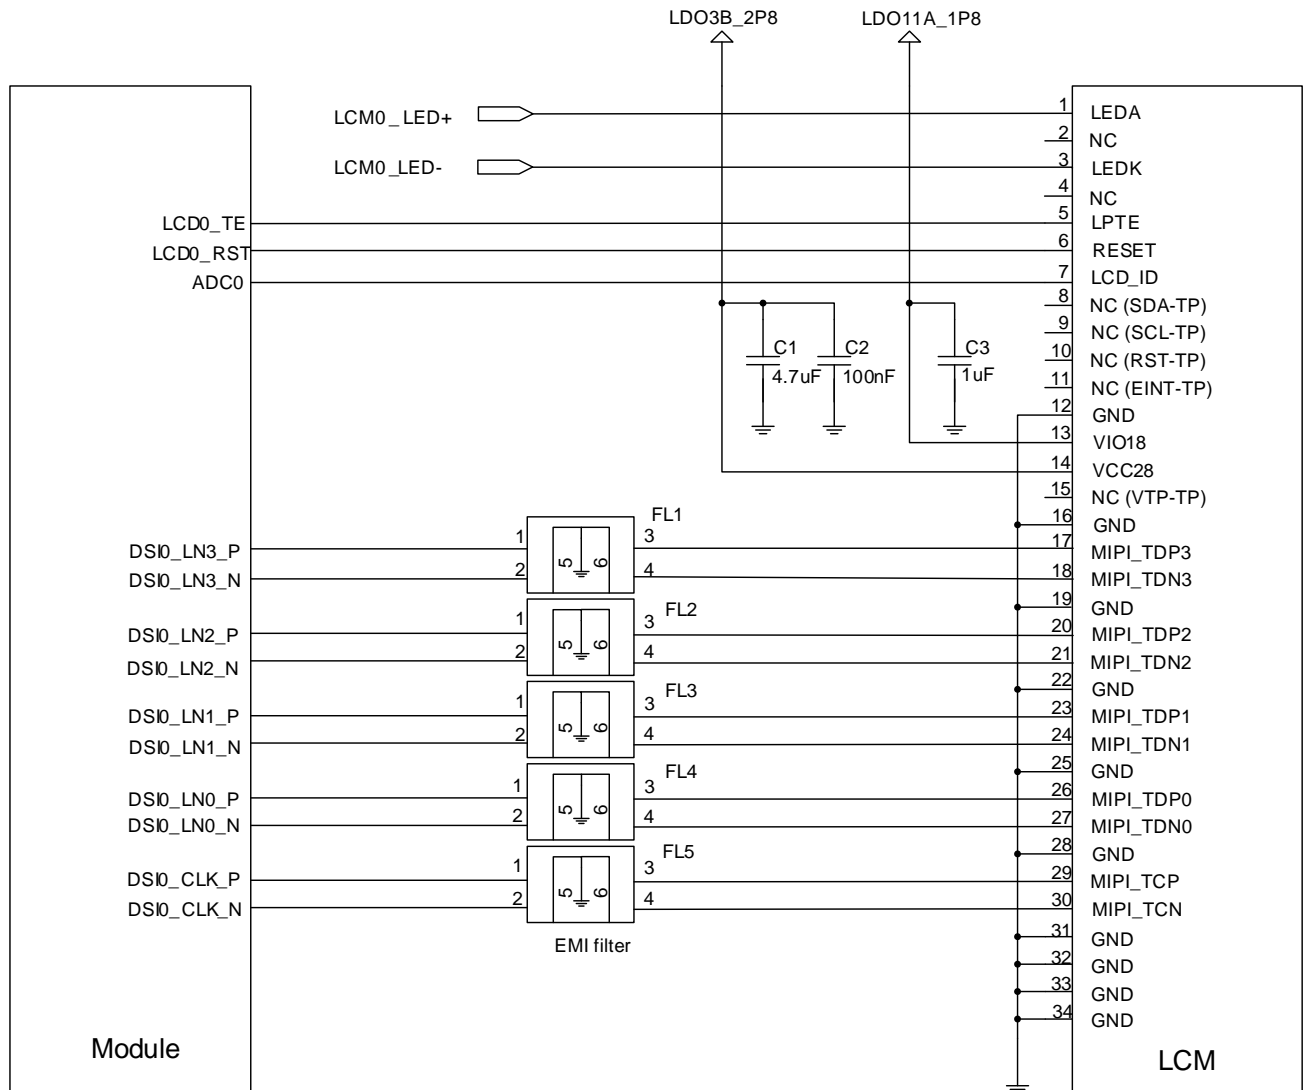 LDO3B_2P8
LDO11A_1P8
LCM0_LED+
1
LEDA
2
NC
LCM0_LED-
3
LEDK
4
NC
LCD0_TE
5
LPTE
LCD0_RST
6
RESET
ADC0
7
LCD_ID
8
NC (SDA-TP)
9
NC (SCL-TP)
C1
4.7uF
C2
100nF
C3
1uF
10
NC (RST-TP)
11
NC (EINT-TP)
12
GND
13
VIO18
14
VCC28
15
NC (VTP-TP)
16
GND
FL1
DSI0_LN3_P
1
3
17
MIPI_TDP3
DSI0_LN3_N
2
5
6
4
18
MIPI_TDN3
19
GND
FL2
DSI0_LN2_P
1
3
20
MIPI_TDP2
DSI0_LN2_N
2
5
6
4
21
MIPI_TDN2
22
GND
FL3
DSI0_LN1_P
1
3
23
MIPI_TDP1
DSI0_LN1_N
2
5
6
4
24
MIPI_TDN1
25
GND
FL4
DSI0_LN0_P
1
3
26
MIPI_TDP0
DSI0_LN0_N
2
5
6
4
27
MIPI_TDN0
28
GND
FL5
DSI0_CLK_P
1
3
29
MIPI_TCP
DSI0_CLK_N
2
5
6
4
30
MIPI_TCN
EMI filter
31
GND
32
GND
33
GND
34
GND
Module
LCM